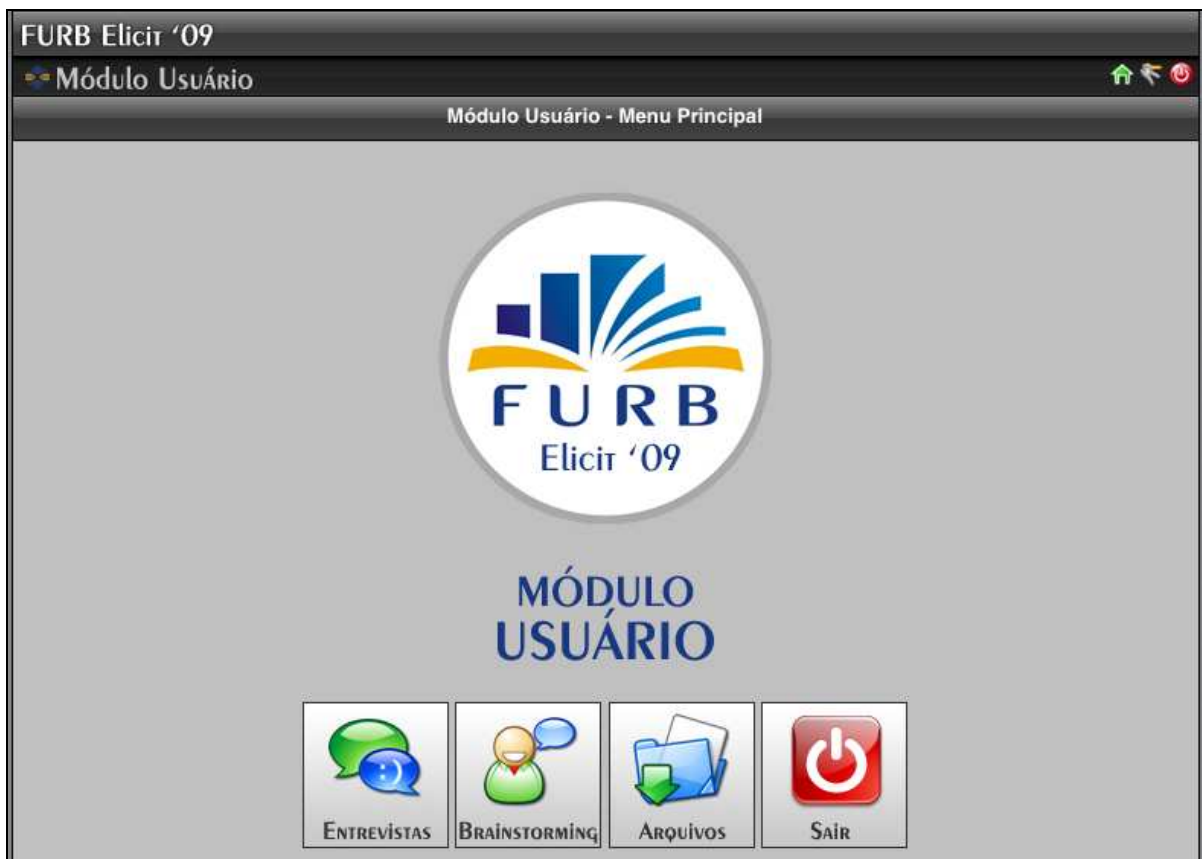 FURB Elicit ‘09
Módulo Usuário
Módulo Usuário - Menu Principal
FURB
Elicit ‘09
MÓDULO
USUÁRIO
Entrevistas
Brainstorming
Arquivos
Sair